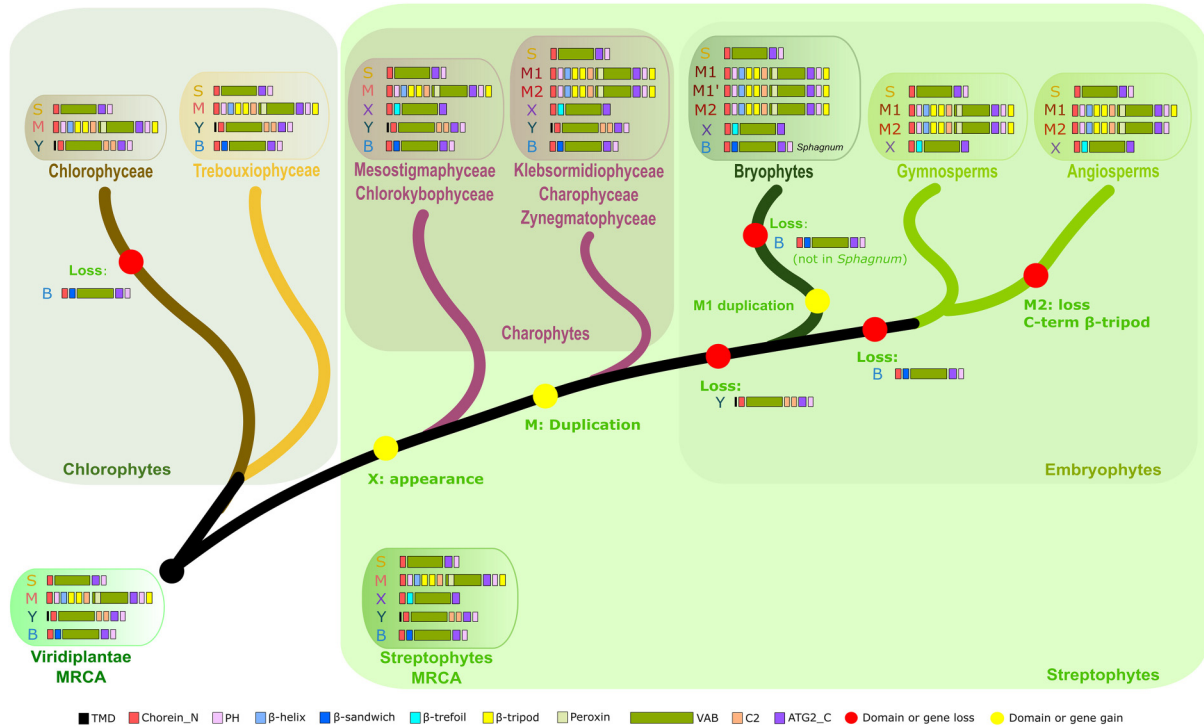 S
M
Y
Chlorophyceae
S
M
Y
B
Trebouxiophyceae
S
M
X
Y
B
Mesostigmaphyceae
Chlorokybophyceae
S
M1
M2
X
Y
B
Klebsormidiophyceae
Charophyceae
Zynegmatophyceae
S
M1
M1'
M2
X
B Sphagnum
Bryophytes
S
M1
M2
X
Gymnosperms
S
M1
M2
X
Angiosperms
Loss:
B
Loss:
B
(not in Sphagnum)
M1 duplication
M2: loss
C-term β-tripod
Charophytes
Loss:
B
Loss:
Y
M: Duplication
X: appearance
Chlorophytes
Embryophytes
S
M
Y
B
Viridiplantae
MRCA
S
M
X
Y
B
Streptophytes
MRCA
Streptophytes
TMD Chorein_N PH β-helix β-sandwich β-trefoil β-tripod Peroxin VAB C2 ATG2_C Domain or gene loss Domain or gene gain